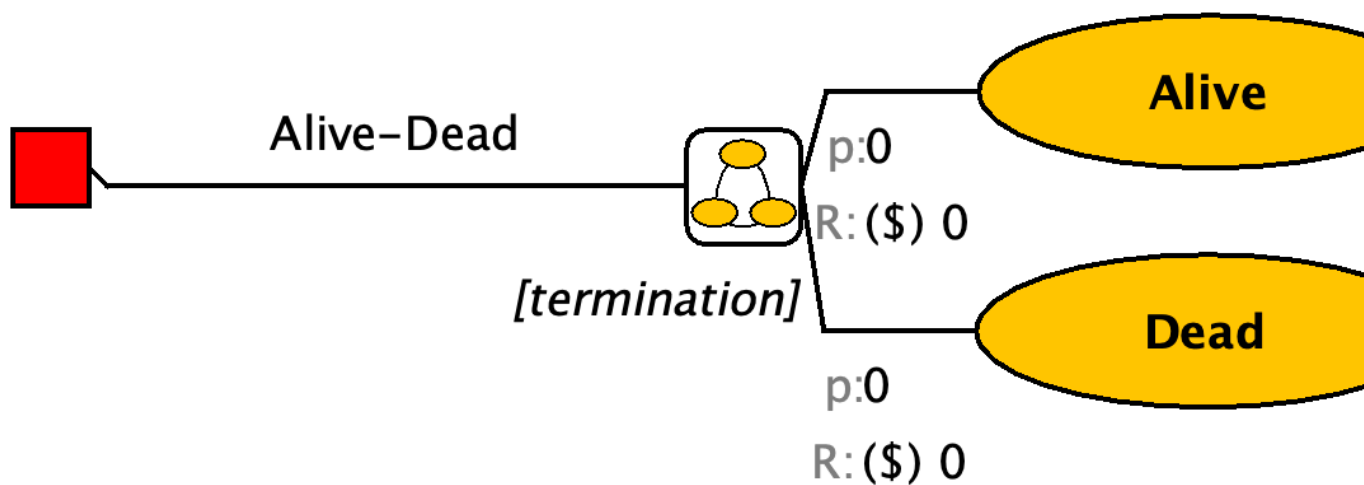 Alive
Alive–Dead
p:0
R: ($) 0
[termination]
Dead
p:0
R: ($) 0